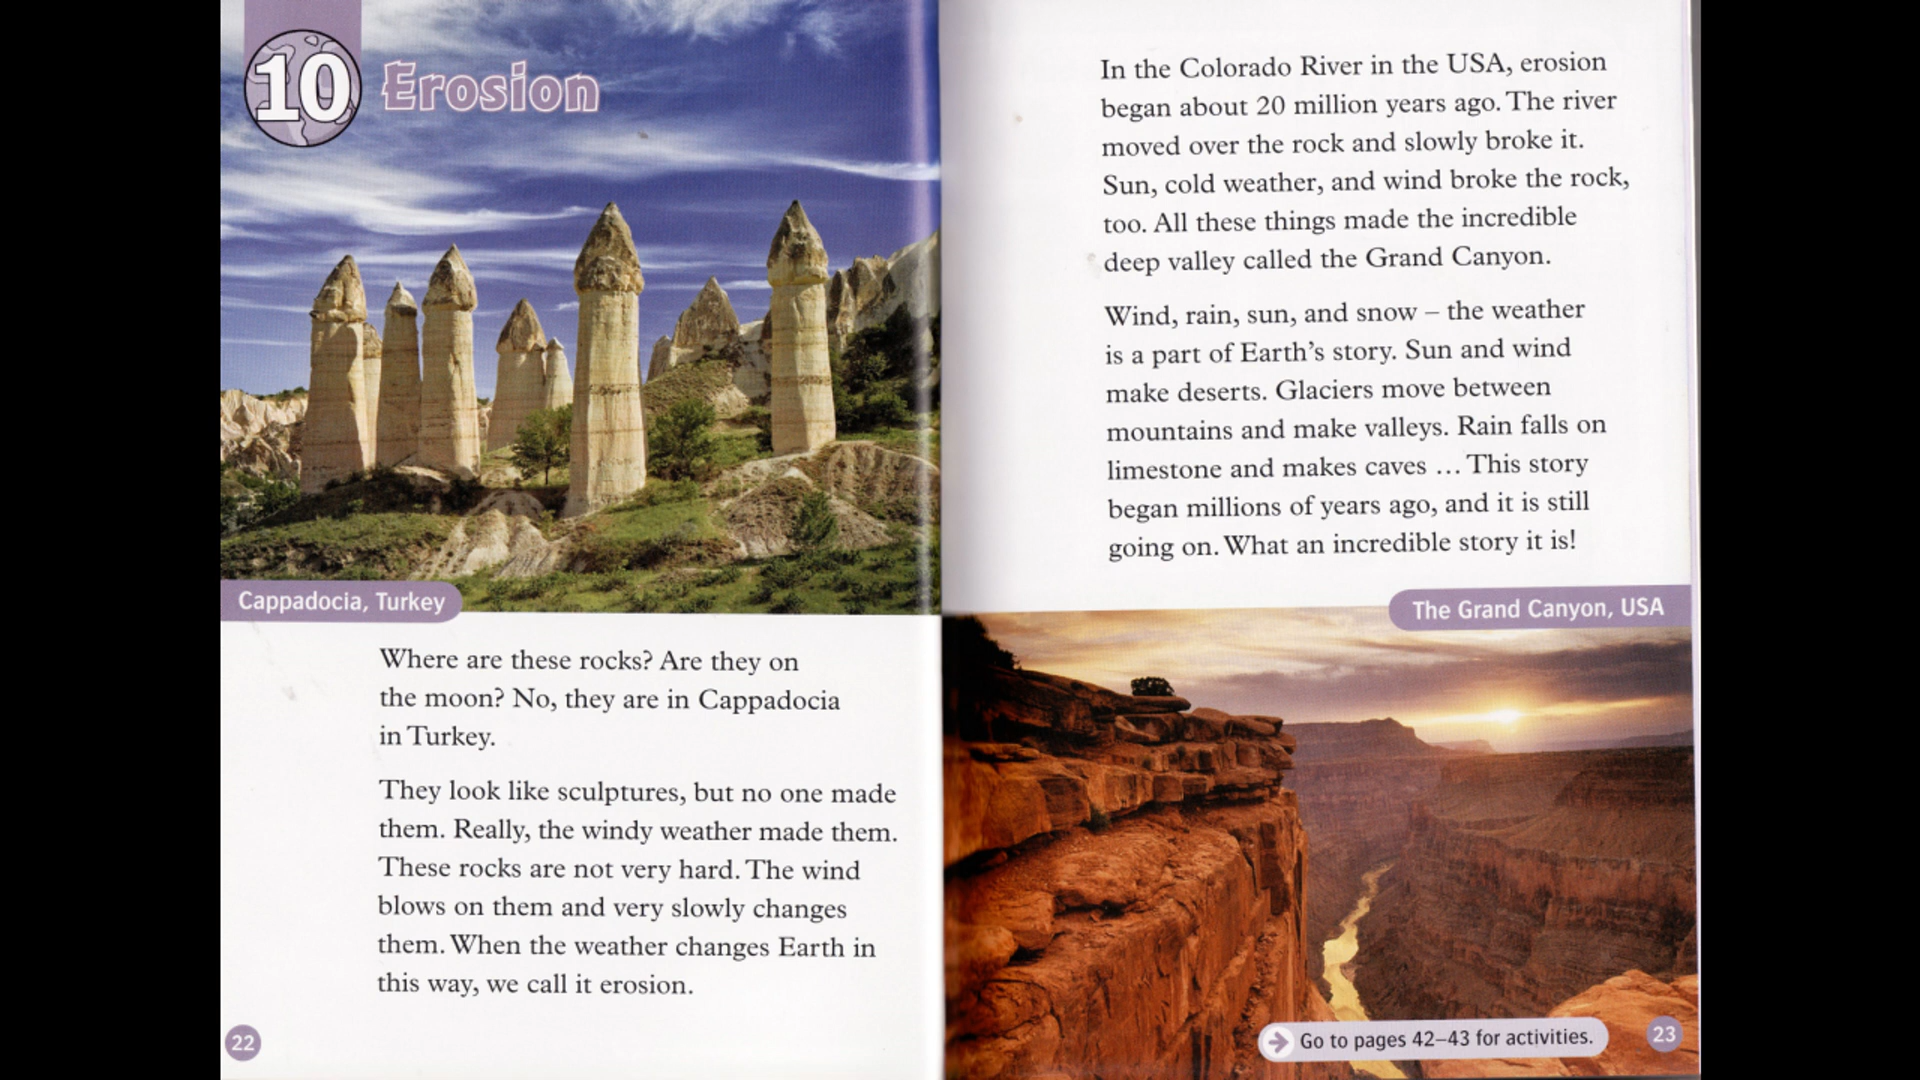 10 Erosion
Cappadocia, Turkey
Where are these rocks? Are they on
the moon? No, they are in Cappadocia
in Turkey.
They look like sculptures, but no one made
them. Really, the windy weather made them.
These rocks are not very hard. The wind
blows on them and very slowly changes
them. When the weather changes Earth in
this way, we call it erosion.
22
In the Colorado River in the USA, erosion
began about 20 million years ago. The river
moved over the rock and slowly broke it.
Sun, cold weather, and wind broke the rock,
too. All these things made the incredible
deep valley called the Grand Canyon.
Wind, rain, sun, and snow – the weather
is a part of Earth's story. Sun and wind
make deserts. Glaciers move between
mountains and make valleys. Rain falls on
limestone and makes caves … This story
began millions of years ago, and it is still
going on. What an incredible story it is!
The Grand Canyon, USA
Go to pages 42–43 for activities.
23